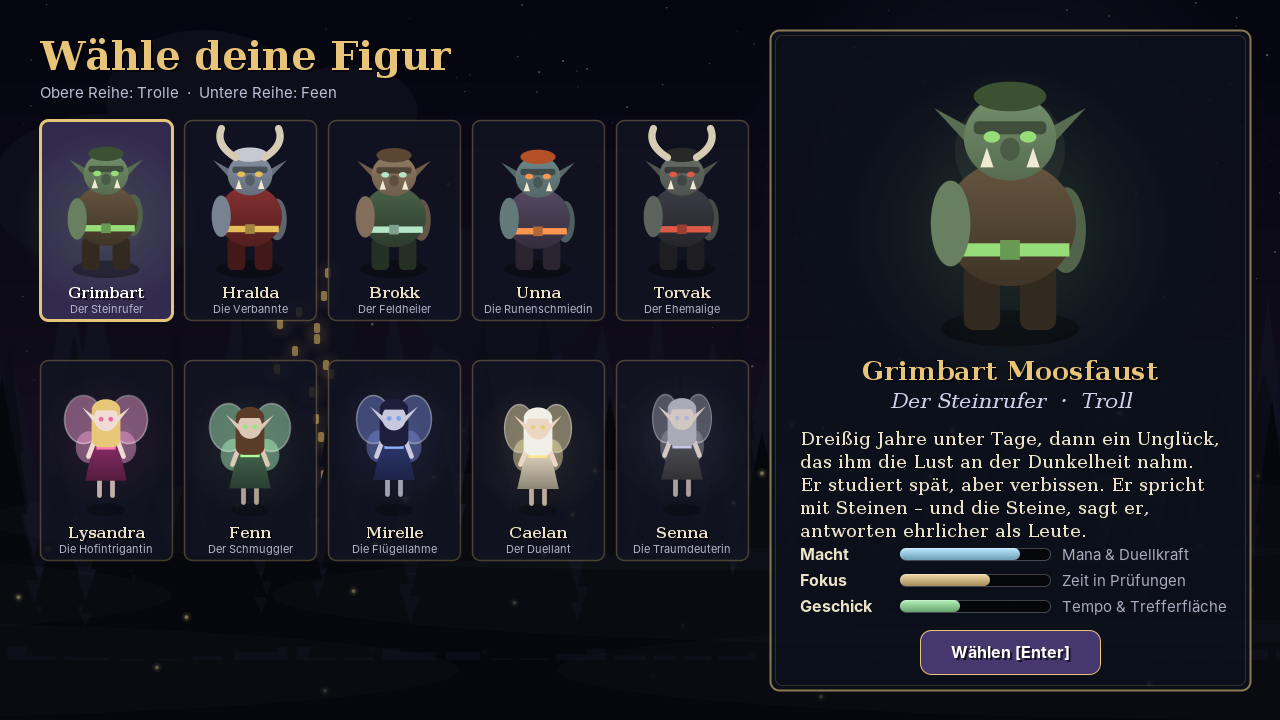 Wähle deine Figur
Obere Reihe: Trolle · Untere Reihe: Feen
Grimbart
Der Steinrufer
Hralda
Die Verbannte
Brokk
Der Feldheiler
Unna
Die Runenschmiedin
Torvak
Der Ehemalige
Lysandra
Die Hofintrigantin
Fenn
Der Schmuggler
Mirelle
Die Flügellahme
Caelan
Der Duellant
Senna
Die Traumdeuterin
Grimbart Moosfaust
Der Steinrufer · Troll
Dreißig Jahre unter Tage, dann ein Unglück,
das ihm die Lust an der Dunkelheit nahm.
Er studiert spät, aber verbissen. Er spricht
mit Steinen – und die Steine, sagt er,
antworten ehrlicher als Leute.
Macht Mana & Duellkraft
Fokus Zeit in Prüfungen
Geschick Tempo & Trefferfläche
Wählen [Enter]